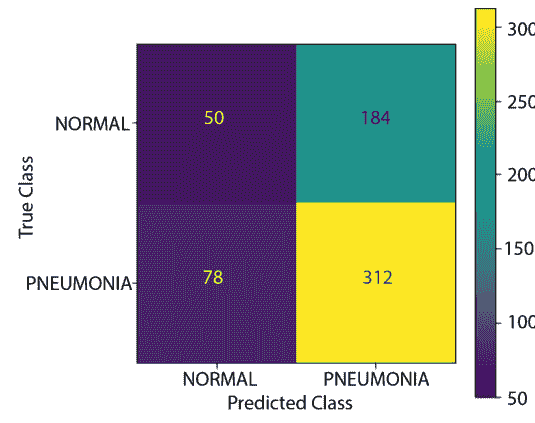 300
250
200
150
100
50
True Class
NORMAL
50
184
PNEUMONIA
78
312
NORMAL
PNEUMONIA
Predicted Class